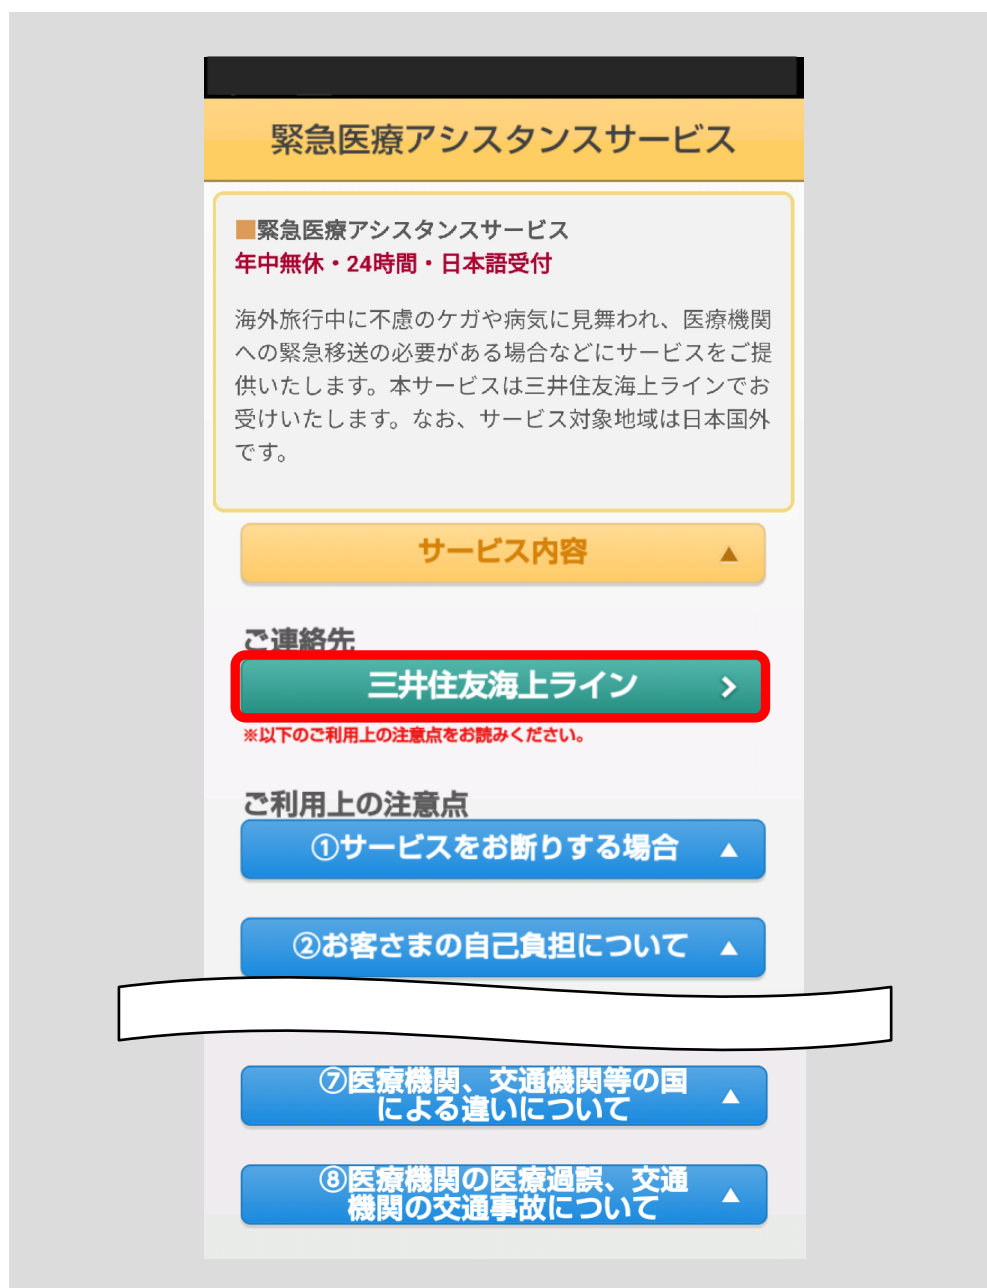 緊急医療アシスタンスサービス
■緊急医療アシスタンスサービス
年中無休・24時間・日本語受付
海外旅行中に不慮のケガや病気に見舞われ、医療機関
への緊急移送の必要がある場合などにサービスをご提
供いたします。本サービスは三井住友海上ラインでお
受けいたします。なお、サービス対象地域は日本国外
です。
サービス内容 ▲
ご連絡先
三井住友海上ライン >
※以下のご利用上の注意点をお読みください。
ご利用上の注意点
①サービスをお断りする場合 ▲
②お客さまの自己負担について ▲
⑦医療機関、交通機関等の国
による違いについて ▲
⑧医療機関の医療過誤、交通
機関の交通事故について ▲